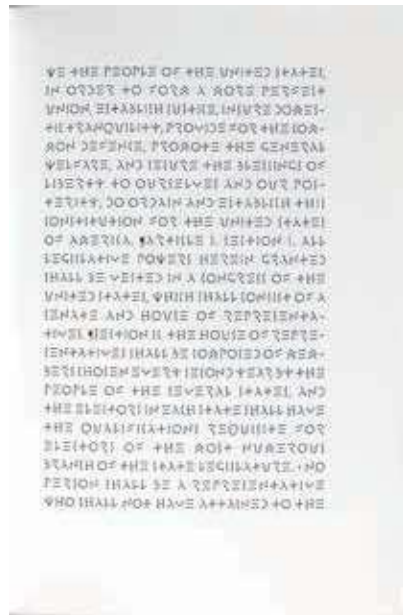 WE THE PEOPLE OF THE UNITED STATES,
IN ORDER TO FORM A MORE PERFECT
UNION, ESTABLISH JUSTICE, INSURE DOMES-
TIC TRANQUILITY, PROVIDE FOR THE COM-
MON DEFENCE, PROMOTE THE GENERAL
WELFARE, AND SECURE THE BLESSINGS OF
LIBERTY TO OURSELVES AND OUR POS-
TERITY, DO ORDAIN AND ESTABLISH THIS
CONSTITUTION FOR THE UNITED STATES
OF AMERICA. ¶ARTICLE I. SECTION I. ALL
LEGISLATIVE POWERS HEREIN GRANTED
SHALL BE VESTED IN A CONGRESS OF THE
UNITED STATES, WHICH SHALL CONSIST OF A
SENATE AND HOUSE OF REPRESENTA-
TIVES. ¶SECTION II. THE HOUSE OF REPRE-
SENTATIVES SHALL BE COMPOSED OF MEM-
BERS CHOSEN EVERY SECOND YEAR BY THE
PEOPLE OF THE SEVERAL STATES, AND
THE ELECTORS IN EACH STATE SHALL HAVE
THE QUALIFICATIONS REQUISITE FOR
ELECTORS OF THE MOST NUMEROUS
BRANCH OF THE STATE LEGISLATURE. · NO
PERSON SHALL BE A REPRESENTATIVE
WHO SHALL NOT HAVE ATTAINED TO THE